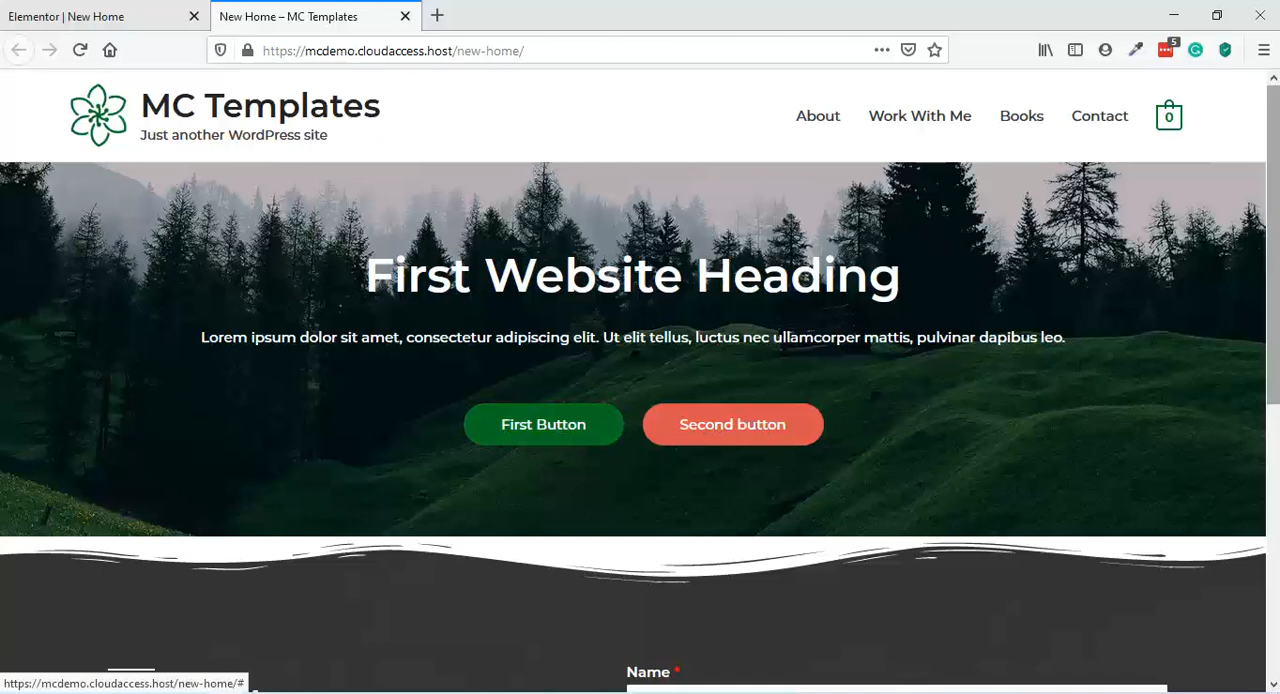 Elementor | New Home
New Home – MC Templates
https://mcdemo.cloudaccess.host/new-home/
5
MC Templates
Just another WordPress site
About
Work With Me
Books
Contact
0
First Website Heading
Lorem ipsum dolor sit amet, consectetur adipiscing elit. Ut elit tellus, luctus nec ullamcorper mattis, pulvinar dapibus leo.
First Button
Second button
Name *
https://mcdemo.cloudaccess.host/new-home/#